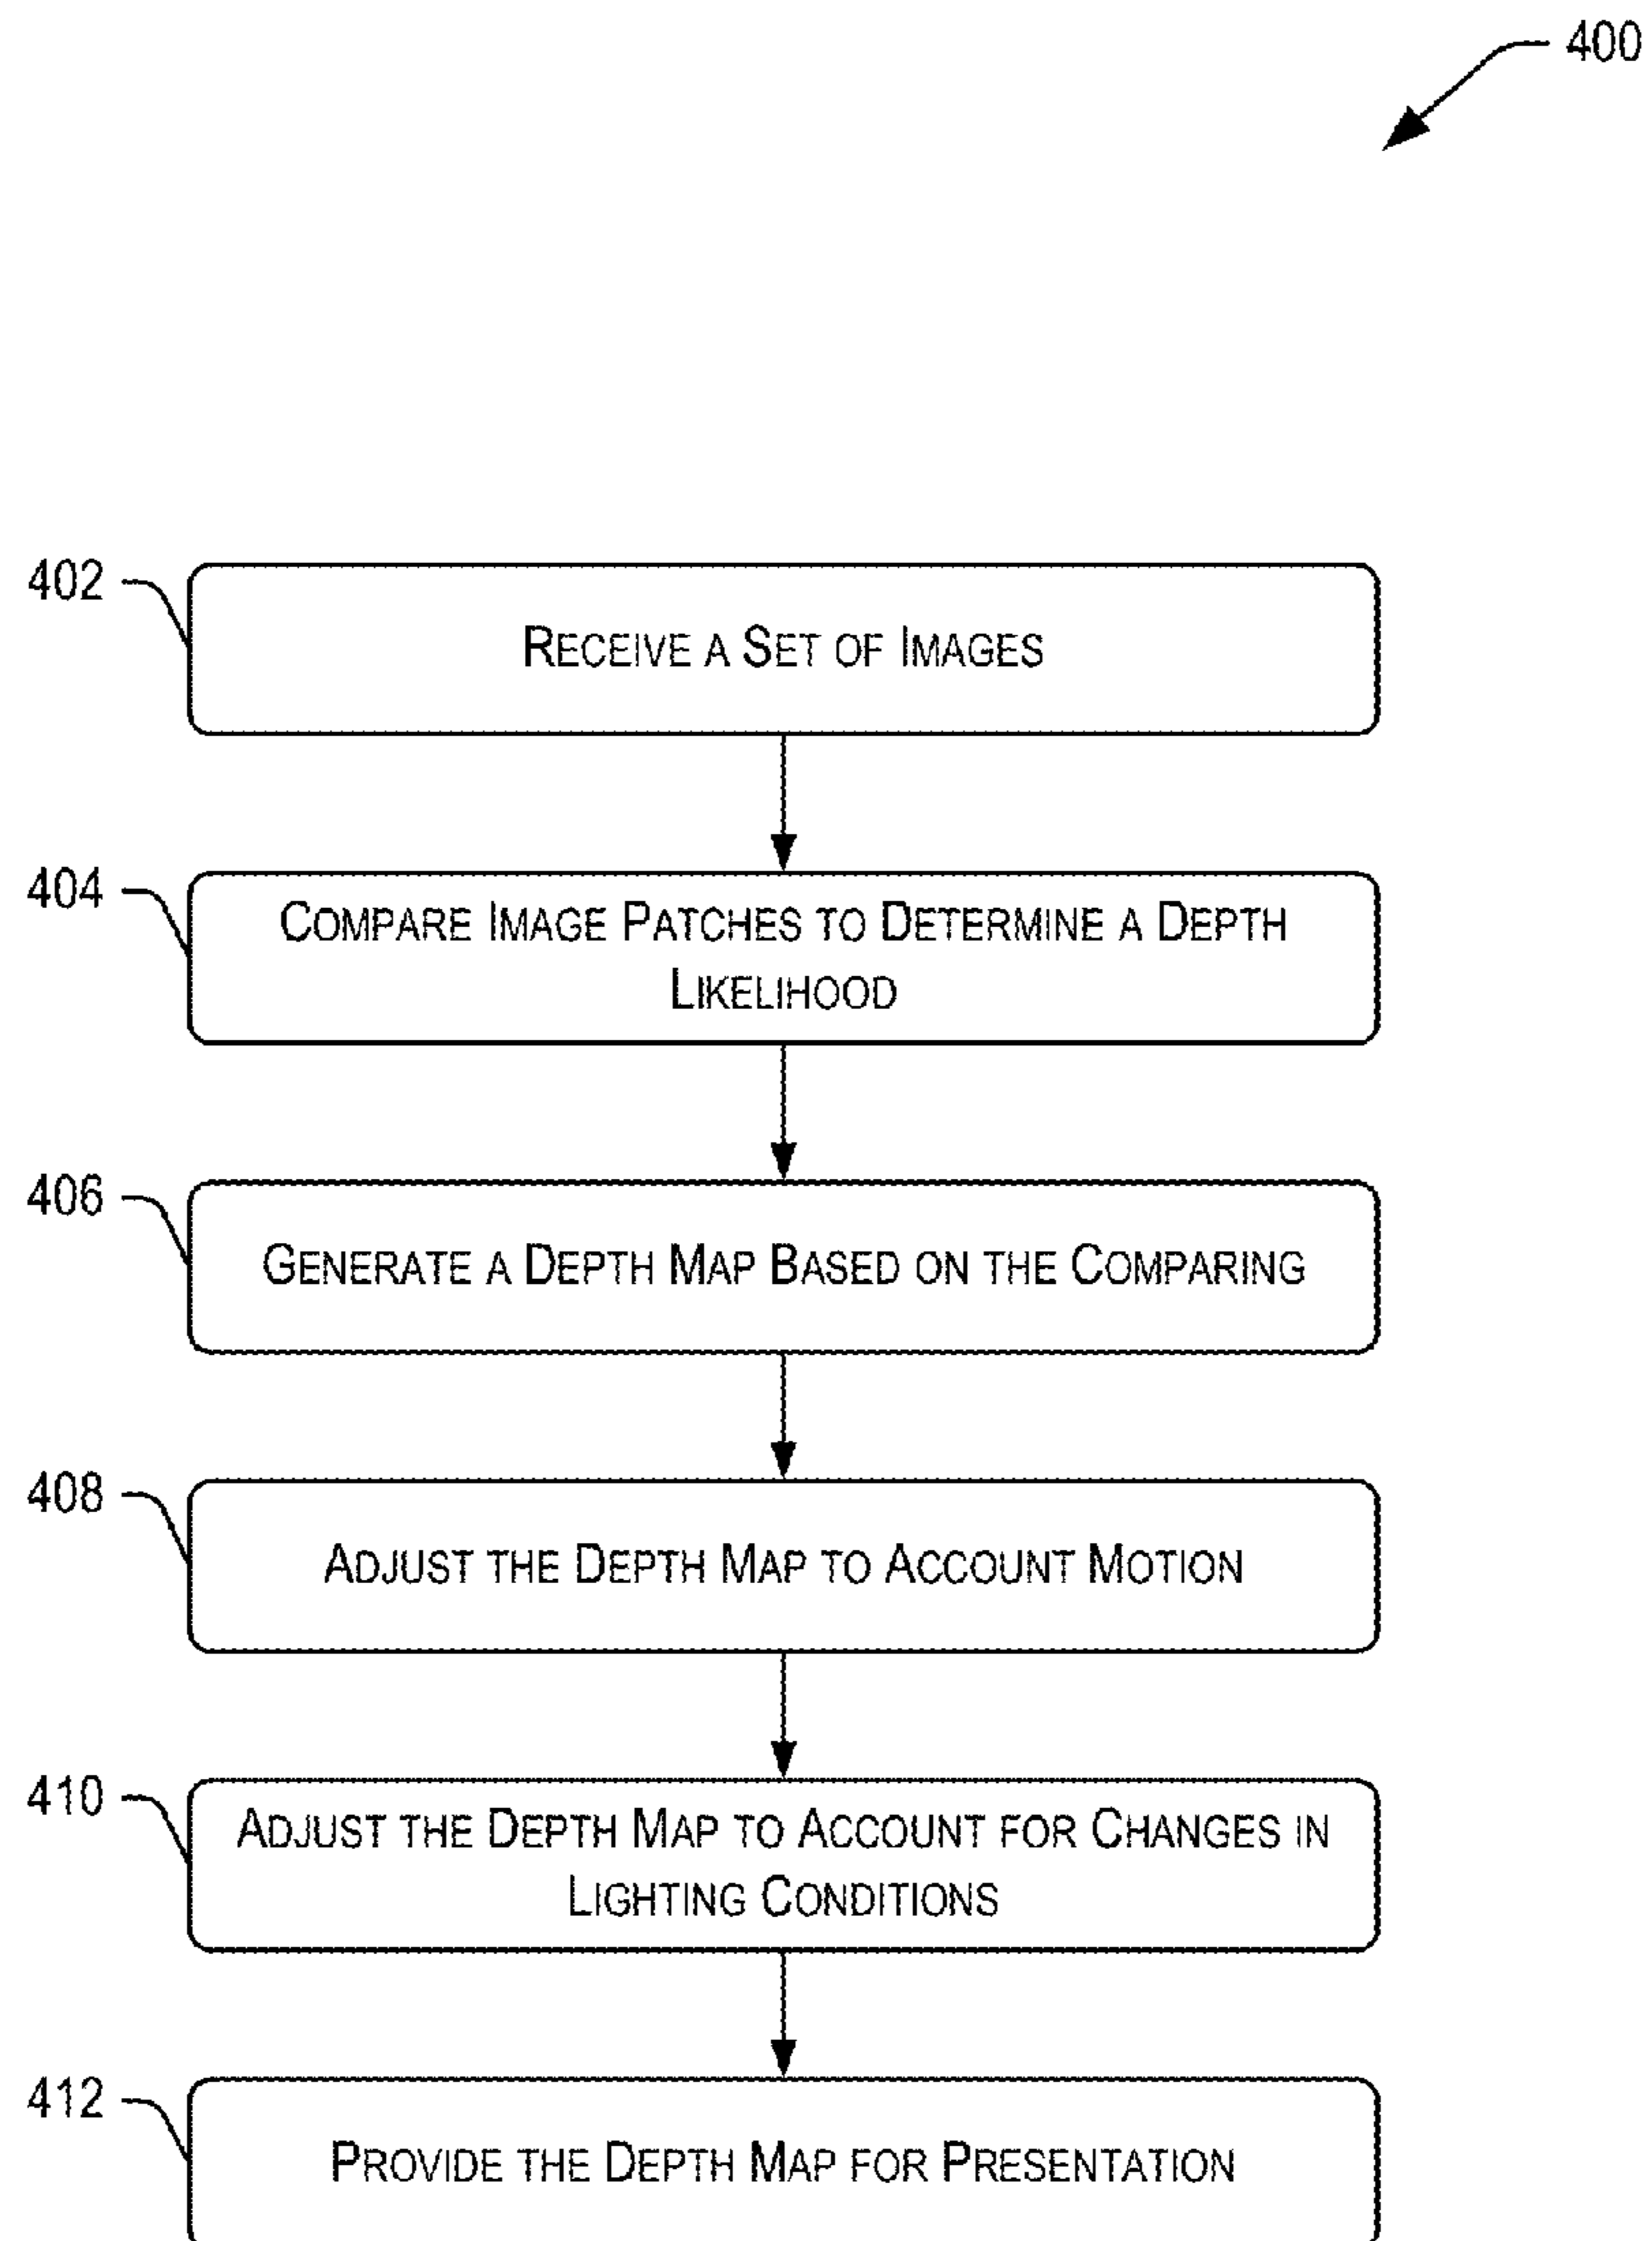 400
402
RECEIVE A SET OF IMAGES
404
COMPARE IMAGE PATCHES TO DETERMINE A DEPTH
LIKELIHOOD
406
GENERATE A DEPTH MAP BASED ON THE COMPARING
408
ADJUST THE DEPTH MAP TO ACCOUNT MOTION
410
ADJUST THE DEPTH MAP TO ACCOUNT FOR CHANGES IN
LIGHTING CONDITIONS
412
PROVIDE THE DEPTH MAP FOR PRESENTATION